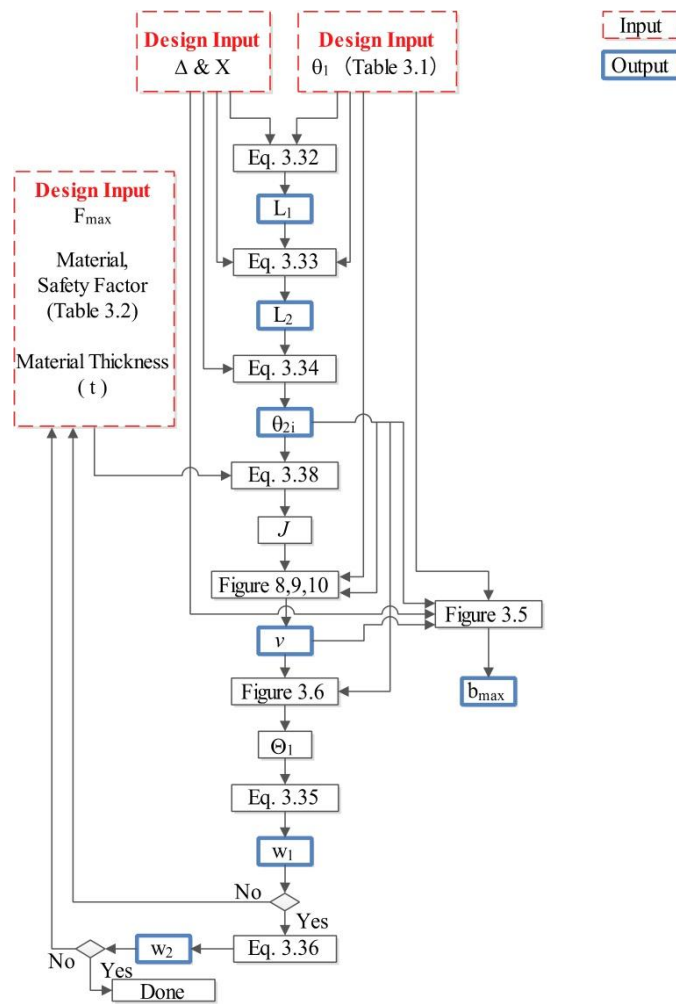 Design Input
Δ & X
Design Input
θ₁ (Table 3.1)
Input
Output
Eq. 3.32
L₁
Design Input
Fmax
Material,
Safety Factor
(Table 3.2)
Material Thickness
( t )
Eq. 3.33
L₂
Eq. 3.34
θ₂ᵢ
Eq. 3.38
J
Figure 8,9,10
Figure 3.5
v
bmax
Figure 3.6
Θ₁
Eq. 3.35
w₁
No
Yes
Eq. 3.36
w₂
No
Yes
Done